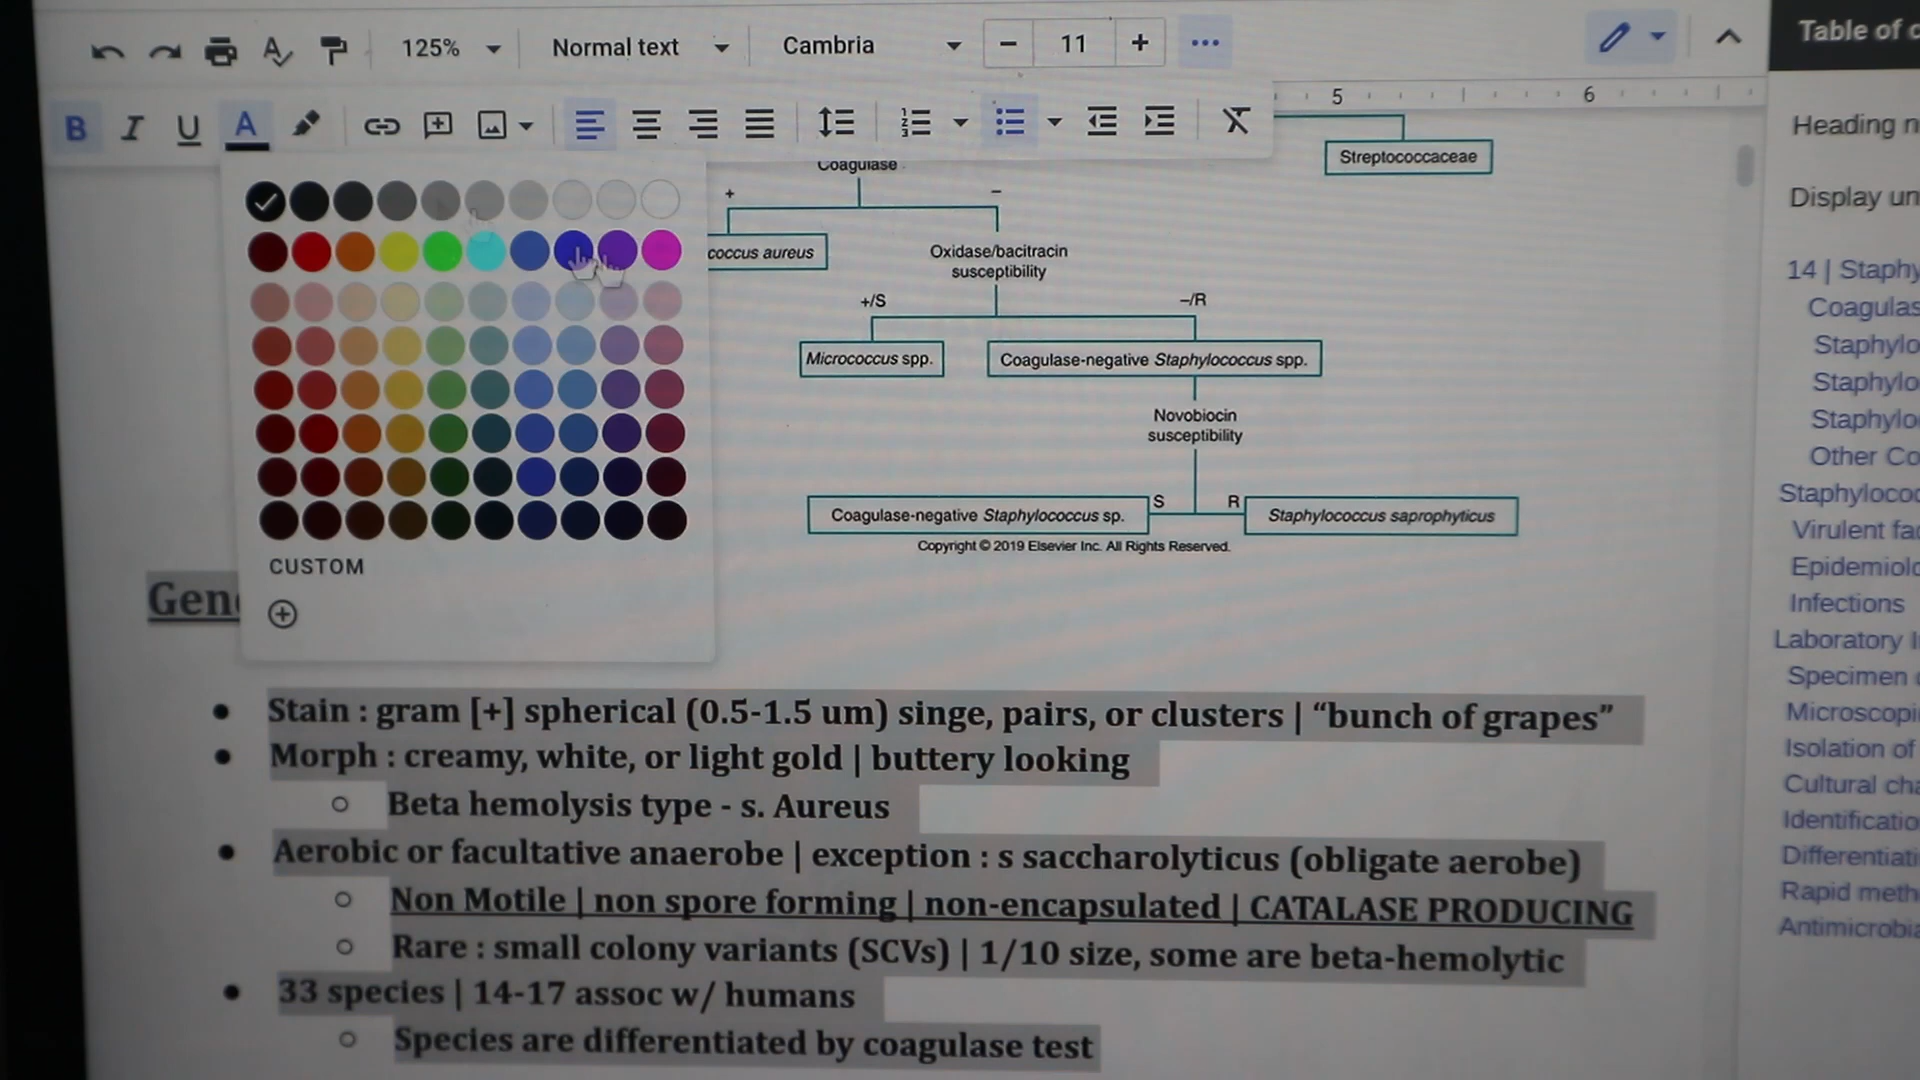 125% Normal text Cambria − 11 + ...
Table of c
B I U A
5 6
Heading n
Streptococcaceae
Coagulase
+ −
Display un
coccus aureus
Oxidase/bacitracin
susceptibility
+/S −/R
Micrococcus spp.
Coagulase-negative Staphylococcus spp.
Novobiocin
susceptibility
S R
Coagulase-negative Staphylococcus sp.
Staphylococcus saprophyticus
Copyright © 2019 Elsevier Inc. All Rights Reserved.
CUSTOM
Gene
• Stain : gram [+] spherical (0.5-1.5 um) singe, pairs, or clusters | “bunch of grapes”
• Morph : creamy, white, or light gold | buttery looking
○ Beta hemolysis type - s. Aureus
• Aerobic or facultative anaerobe | exception : s saccharolyticus (obligate aerobe)
○ Non Motile | non spore forming | non-encapsulated | CATALASE PRODUCING
○ Rare : small colony variants (SCVs) | 1/10 size, some are beta-hemolytic
• 33 species | 14-17 assoc w/ humans
○ Species are differentiated by coagulase test
14 | Staphy
Coagulas
Staphylo
Staphylo
Staphylo
Other Co
Staphylococ
Virulent fac
Epidemiolo
Infections
Laboratory I
Specimen
Microscopi
Isolation of
Cultural cha
Identificatio
Differentiati
Rapid meth
Antimicrobia